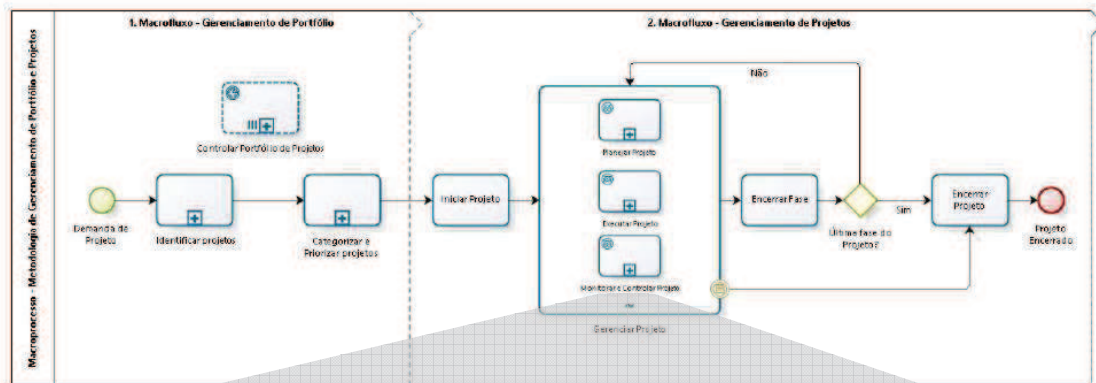 Macroprocesso - Metodologia de Gerenciamento de Portfólio e Projetos
1. Macrofluxo - Gerenciamento de Portfólio
2. Macrofluxo - Gerenciamento de Projetos
Controlar Portfólio de Projetos
Demanda de
Projeto
Identificar projetos
Categorizar e
Priorizar projetos
Iniciar Projeto
Planejar Projeto
Executar Projeto
Monitorar e Controlar Projeto
Gerenciar Projeto
Encerrar Fase
Não
Última fase do
Projeto?
Sim
Encerrar
Projeto
Projeto
Encerrado